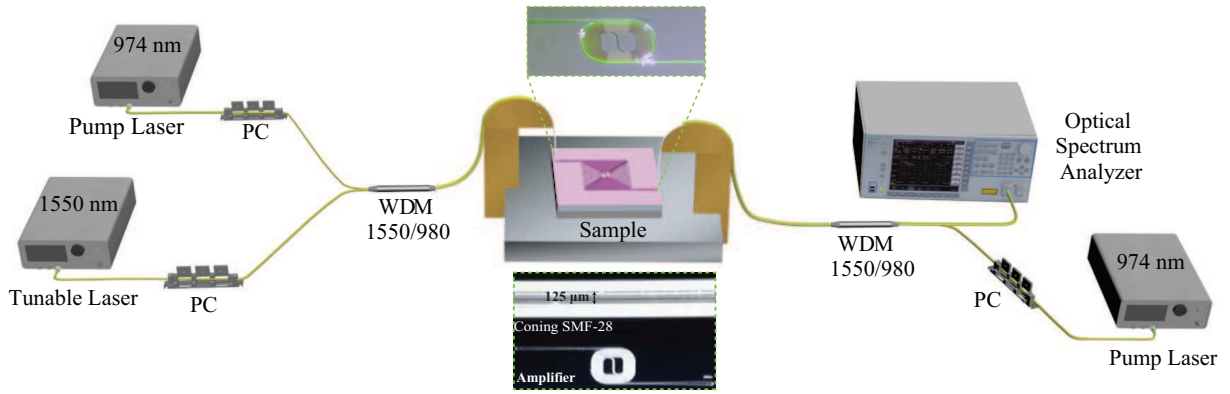 974 nm
Pump Laser
PC
1550 nm
Tunable Laser
PC
WDM
1550/980
Sample
125 µm
Coning SMF-28
Amplifier
Optical
Spectrum
Analyzer
WDM
1550/980
PC
974 nm
Pump Laser